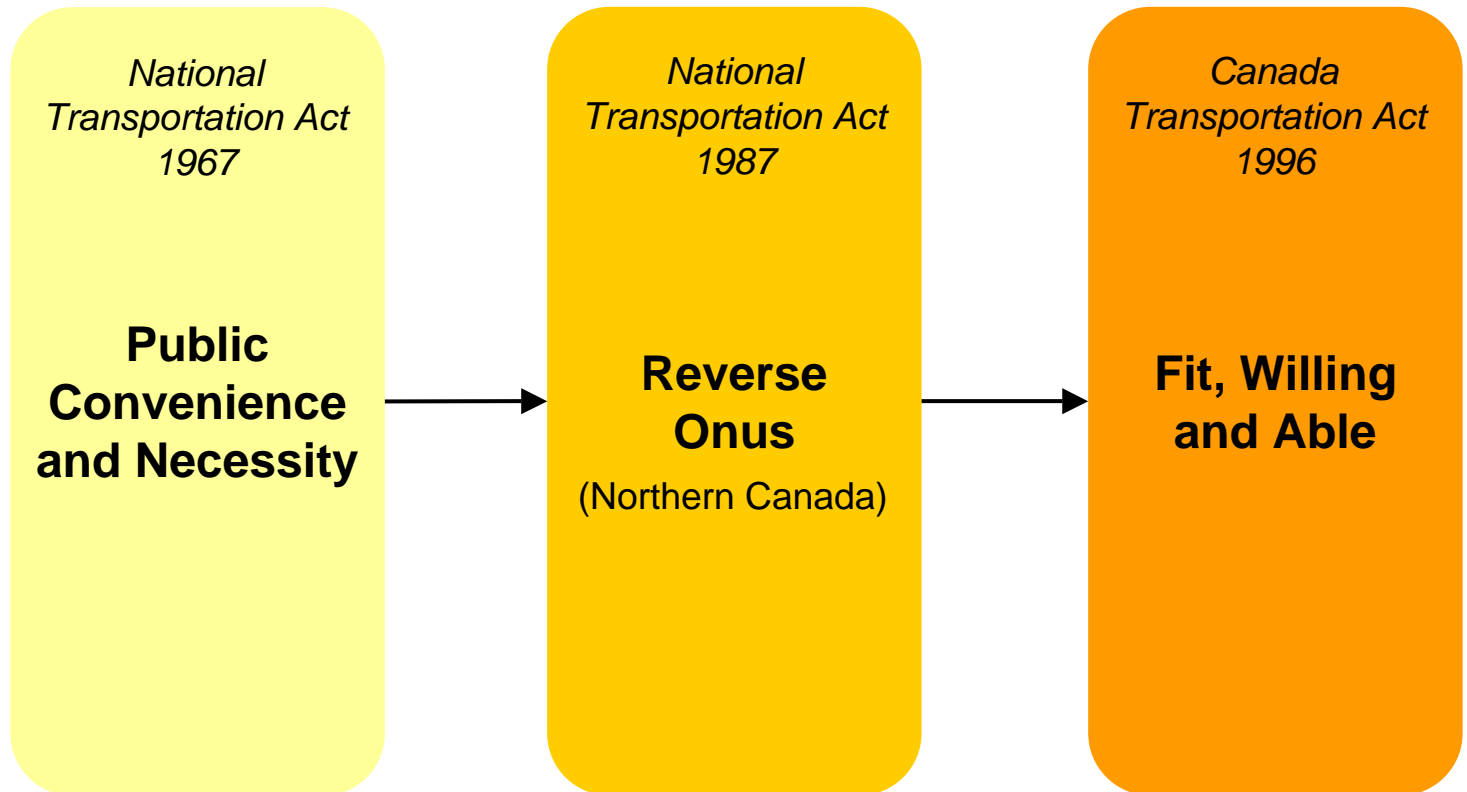 National
Transportation Act
1967
Public
Convenience
and Necessity
National
Transportation Act
1987
Reverse
Onus
(Northern Canada)
Canada
Transportation Act
1996
Fit, Willing
and Able